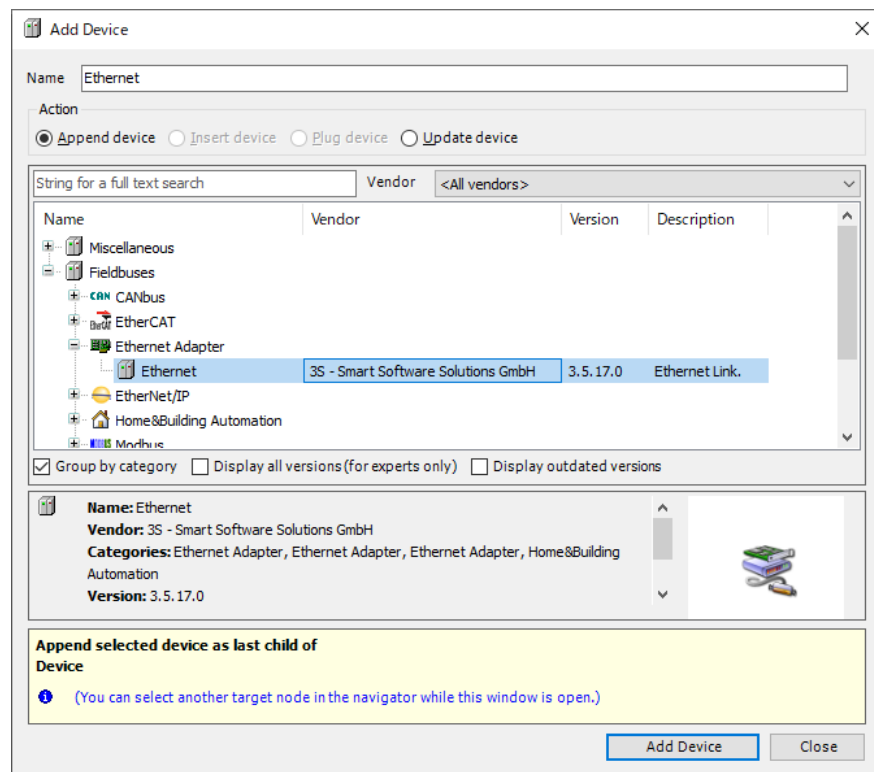 Add Device
Name Ethernet
Action
Append device Insert device Plug device Update device
String for a full text search Vendor <All vendors>
Name Vendor Version Description
Miscellaneous
Fieldbuses
CAN CANbus
EtherCAT
Ethernet Adapter
Ethernet 3S - Smart Software Solutions GmbH 3.5.17.0 Ethernet Link.
EtherNet/IP
Home&Building Automation
Modbus
Group by category Display all versions (for experts only) Display outdated versions
Name: Ethernet
Vendor: 3S - Smart Software Solutions GmbH
Categories: Ethernet Adapter, Ethernet Adapter, Ethernet Adapter, Home&Building
Automation
Version: 3.5.17.0
Append selected device as last child of
Device
(You can select another target node in the navigator while this window is open.)
Add Device Close